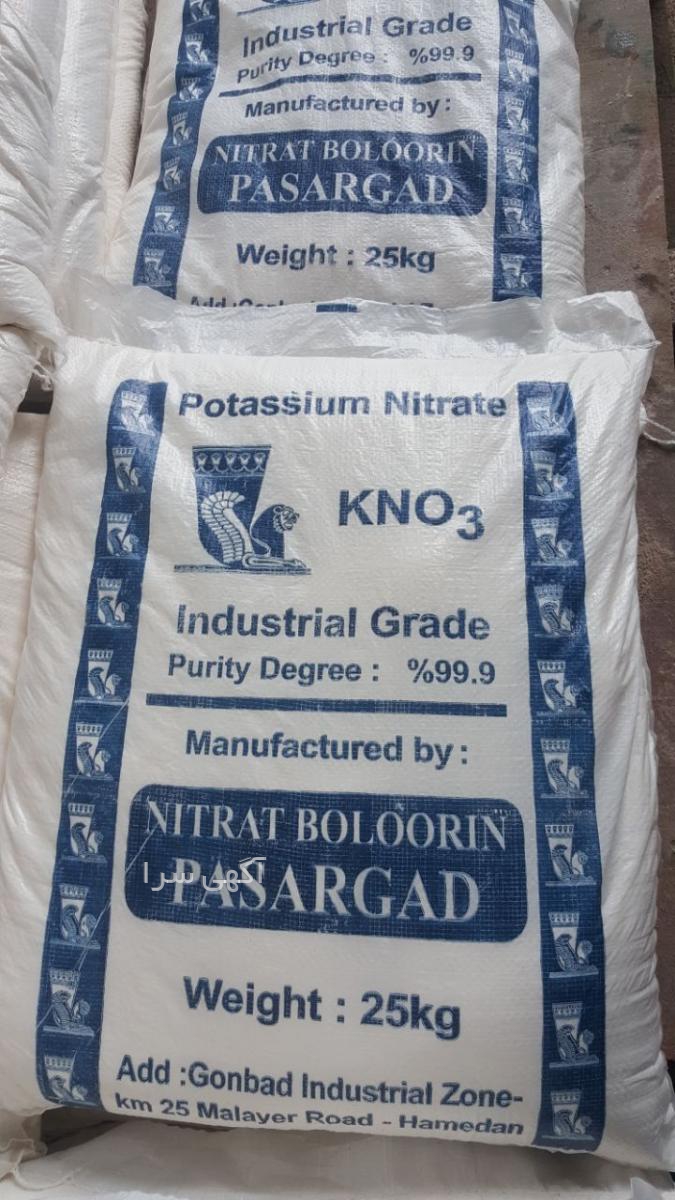 Industrial Grade
Purity Degree : %99.9
Manufactured by :
NITRAT BOLOORIN
PASARGAD
Weight : 25kg
Potassium Nitrate
KNO3
Industrial Grade
Purity Degree : %99.9
Manufactured by :
NITRAT BOLOORIN
PASARGAD
آگهی سرا
Weight : 25kg
Add :Gonbad Industrial Zone-
km 25 Malayer Road - Hamedan